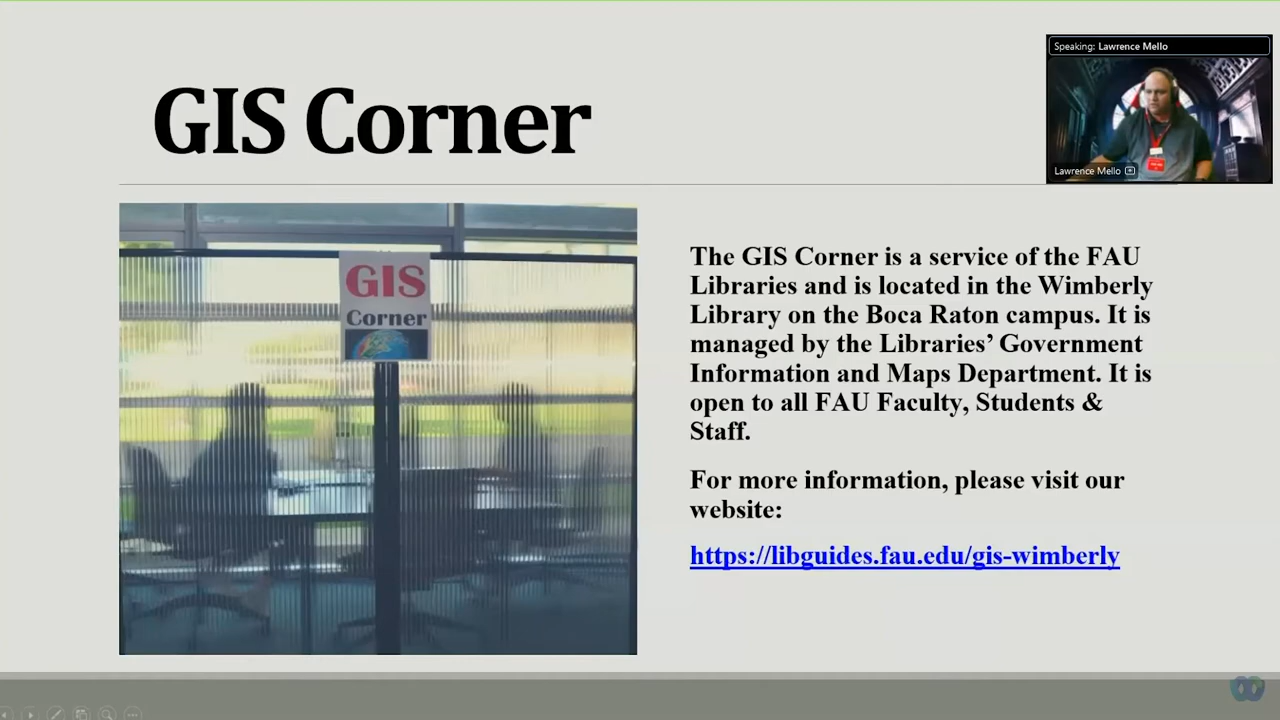 Speaking: Lawrence Mello
GIS Corner
Lawrence Mello
GIS
Corner
The GIS Corner is a service of the FAU
Libraries and is located in the Wimberly
Library on the Boca Raton campus. It is
managed by the Libraries’ Government
Information and Maps Department. It is
open to all FAU Faculty, Students &
Staff.
For more information, please visit our
website:
https://libguides.fau.edu/gis-wimberly